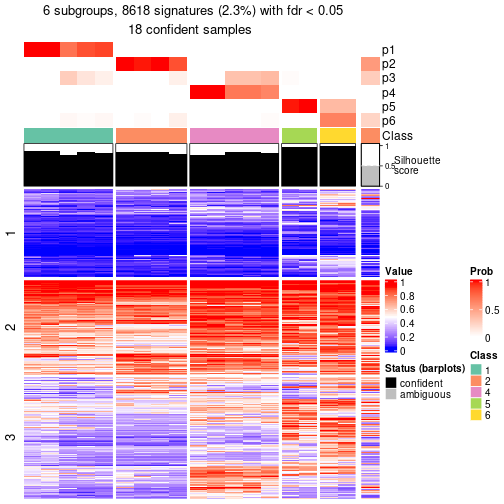 6 subgroups, 8618 signatures (2.3%) with fdr < 0.05
18 confident samples
p1
p2
p3
p4
p5
p6
Class
1
0.5
0
Silhouette
score
1
2
3
Value
1
0.8
0.6
0.4
0.2
0
Status (barplots)
confident
ambiguous
Prob
1
0.5
0
Class
1
2
4
5
6